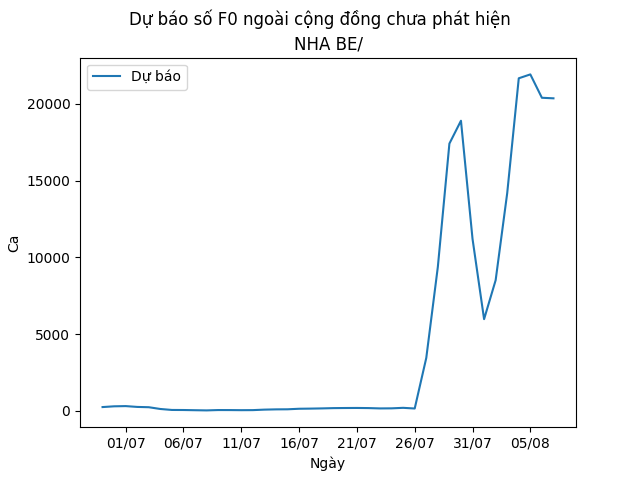 Dự báo số F0 ngoài cộng đồng chưa phát hiện
NHA BE/
Dự báo
20000
15000
10000
5000
0
Ca
01/07 06/07 11/07 16/07 21/07 26/07 31/07 05/08
Ngày